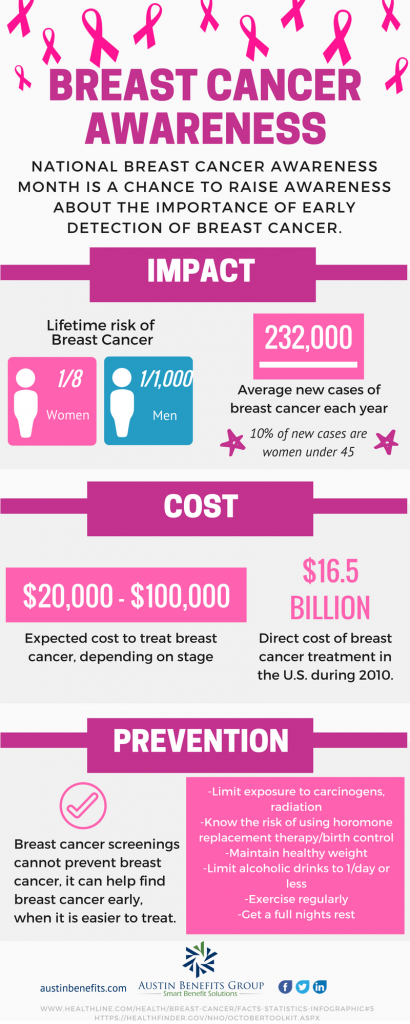 BREAST CANCER
AWARENESS
NATIONAL BREAST CANCER AWARENESS
MONTH IS A CHANCE TO RAISE AWARENESS
ABOUT THE IMPORTANCE OF EARLY
DETECTION OF BREAST CANCER.
IMPACT
Lifetime risk of
Breast Cancer
1/8
Women
1/1,000
Men
232,000
Average new cases of
breast cancer each year
10% of new cases are
women under 45
COST
$20,000 - $100,000
Expected cost to treat breast
cancer, depending on stage
$16.5
BILLION
Direct cost of breast
cancer treatment in
the U.S. during 2010.
PREVENTION
Breast cancer screenings
cannot prevent breast
cancer, it can help find
breast cancer early,
when it is easier to treat.
-Limit exposure to carcinogens,
radiation
-Know the risk of using horomone
replacement therapy/birth control
-Maintain healthy weight
-Limit alcoholic drinks to 1/day or
less
-Exercise regularly
-Get a full nights rest
austinbenefits.com
AUSTIN BENEFITS GROUP
Smart Benefit Solutions
WWW.HEALTHLINE.COM/HEALTH/BREAST-CANCER/FACTS-STATISTICS-INFOGRAPHIC#5
HTTPS://HEALTHFINDER.GOV/NHO/OCTOBERTOOLKIT.ASPX